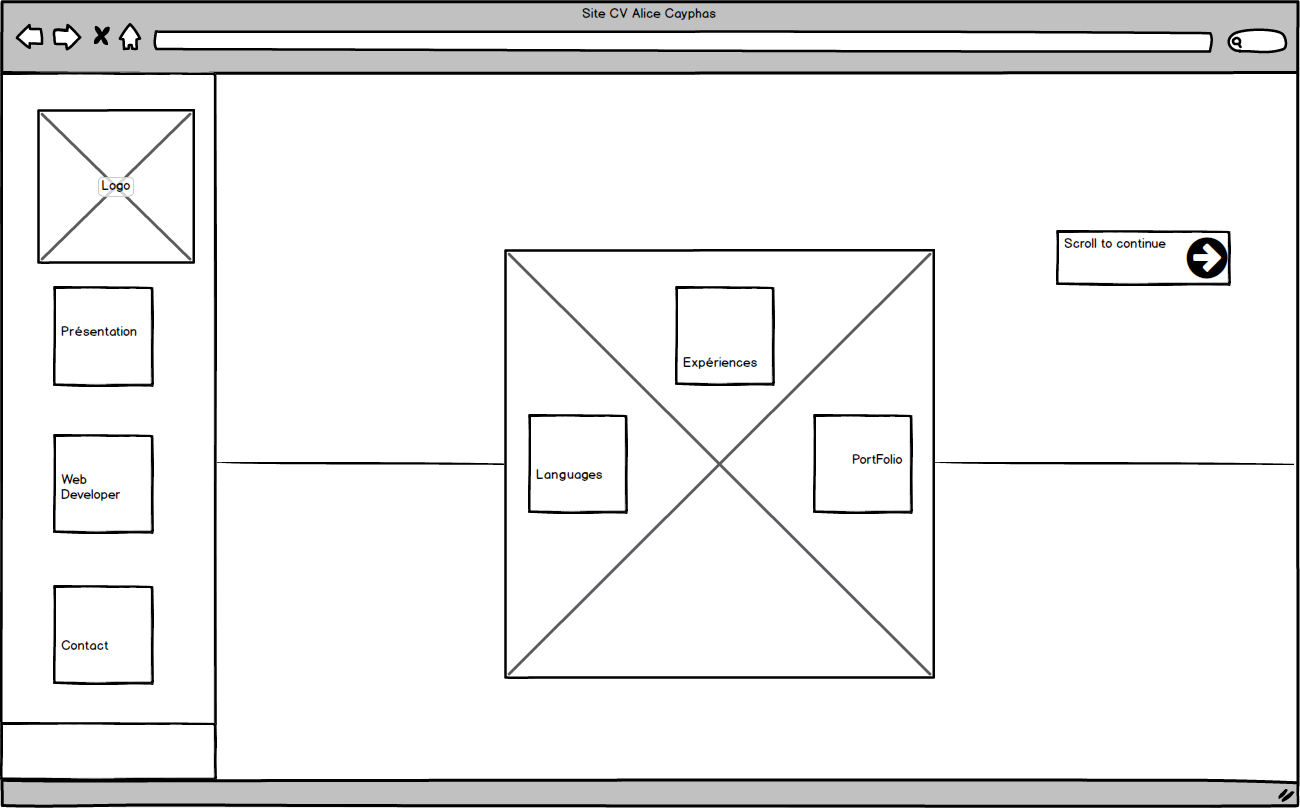 Site CV Alice Cayphas
Logo
Scroll to continue
Présentation
Expériences
PortFolio
Languages
Web
Developer
Contact